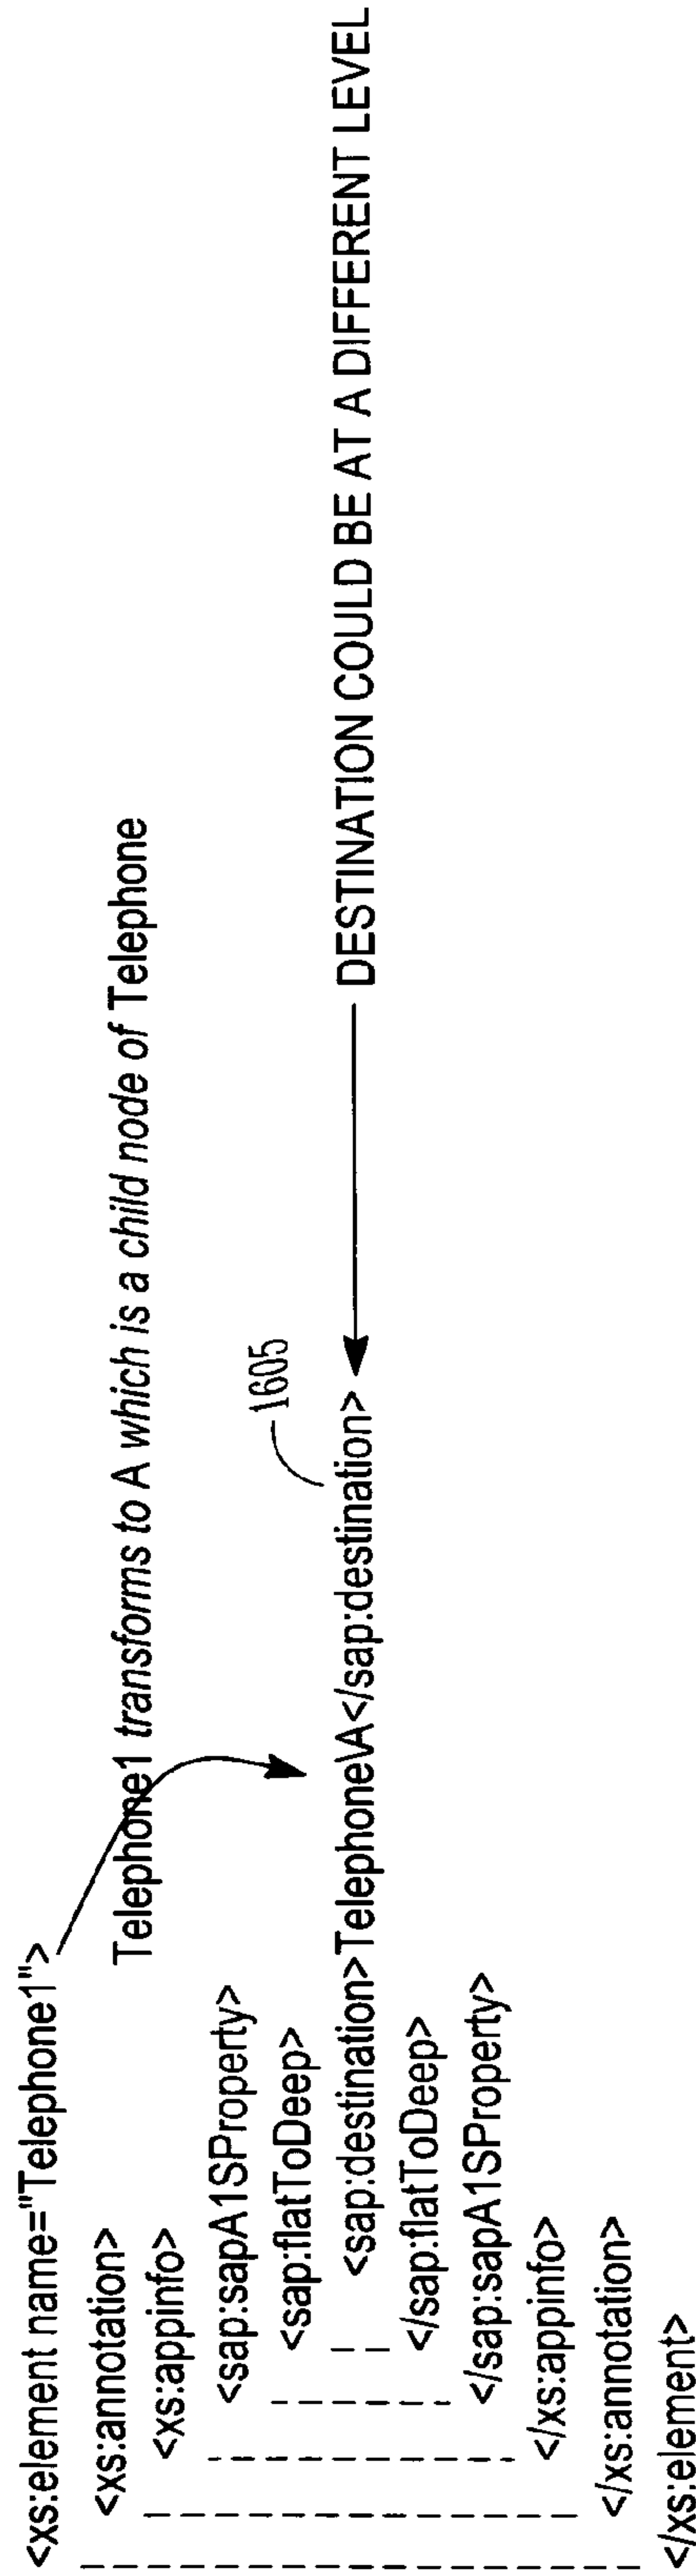 <xs:element name="Telephone1">
Telephone1 transforms to A which is a child node of Telephone
<xs:annotation>
<xs:appinfo>
<sap:sapA1SProperty>
1605
<sap:flatToDeep>
<sap:destination>Telephone\A</sap:destination> DESTINATION COULD BE AT A DIFFERENT LEVEL
</sap:flatToDeep>
</sap:sapA1SProperty>
</xs:appinfo>
</xs:annotation>
</xs:element>